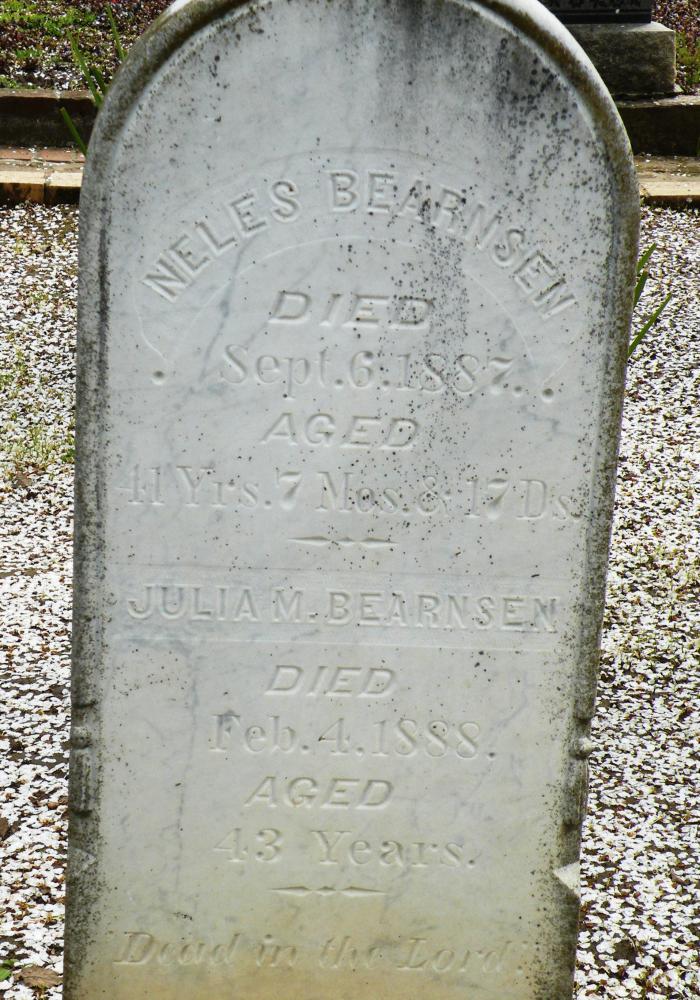 NELES BEARNSEN
DIED
Sept. 6. 1887.
AGED
41 Yrs. 7 Mos. & 17 Ds.
JULIA M. BEARNSEN
DIED
Feb. 4. 1888.
AGED
43 Years.
Dead in the Lord!